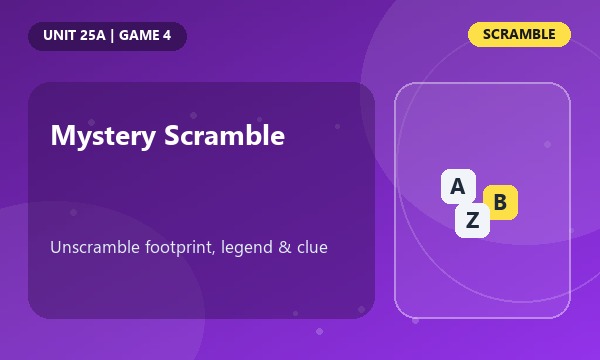 UNIT 25A | GAME 4
SCRAMBLE
Mystery Scramble
Unscramble footprint, legend & clue
A
B
Z